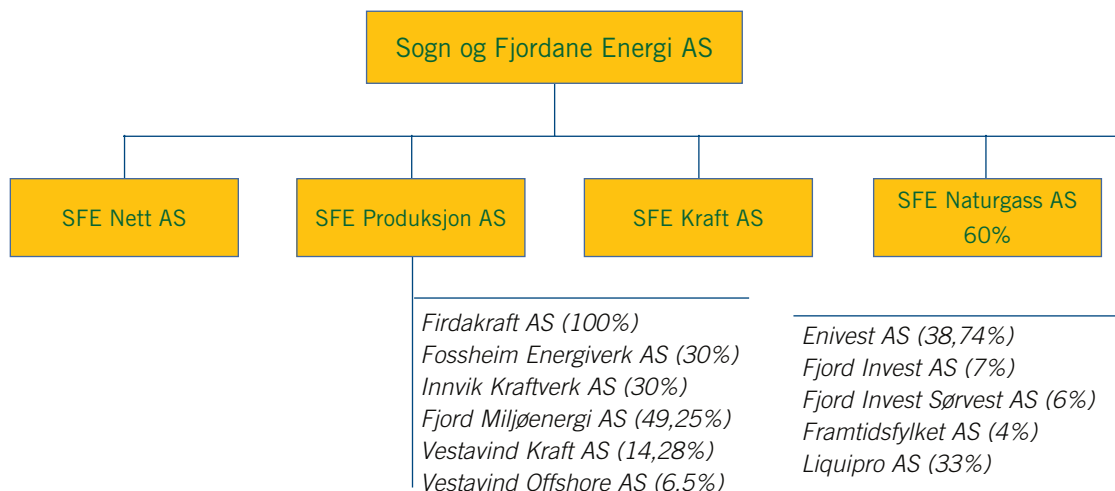 Sogn og Fjordane Energi AS
SFE Nett AS
SFE Produksjon AS
SFE Kraft AS
SFE Naturgass AS
60%
Firdakraft AS (100%)
Fossheim Energiverk AS (30%)
Innvik Kraftverk AS (30%)
Fjord Miljøenergi AS (49,25%)
Vestavind Kraft AS (14,28%)
Vestavind Offshore AS (6,5%)
Enivest AS (38,74%)
Fjord Invest AS (7%)
Fjord Invest Sørvest AS (6%)
Framtidsfylket AS (4%)
Liquipro AS (33%)